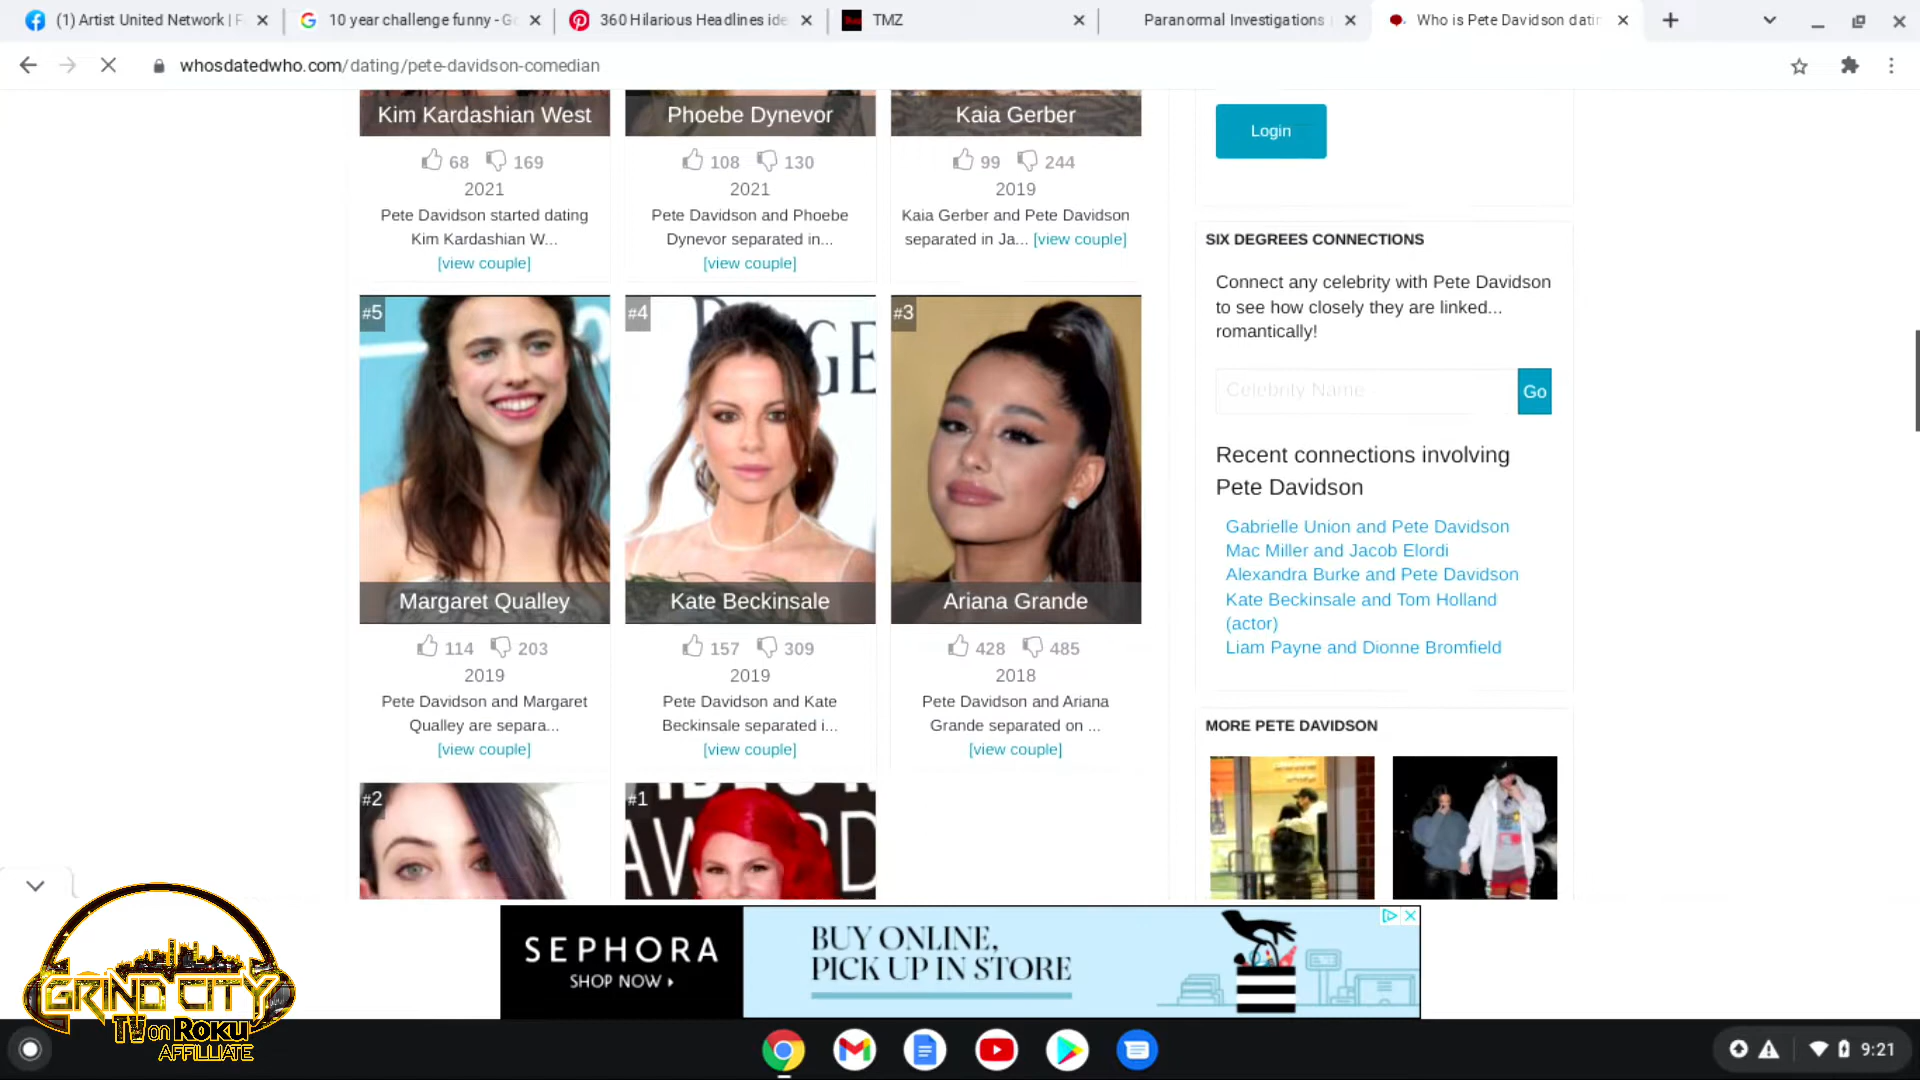 (1) Artist United Network | F
10 year challenge funny - Go
360 Hilarious Headlines ide
TMZ
Paranormal Investigations
Who is Pete Davidson datin
whosdatedwho.com/dating/pete-davidson-comedian
Kim Kardashian West
Phoebe Dynevor
Kaia Gerber
68 169
108 130
99 244
2021
2021
2019
Pete Davidson started dating
Kim Kardashian W...
[view couple]
Pete Davidson and Phoebe
Dynevor separated in...
[view couple]
Kaia Gerber and Pete Davidson
separated in Ja... [view couple]
#5
#4
#3
Margaret Qualley
Kate Beckinsale
Ariana Grande
114 203
157 309
428 485
2019
2019
2018
Pete Davidson and Margaret
Qualley are separa...
[view couple]
Pete Davidson and Kate
Beckinsale separated i...
[view couple]
Pete Davidson and Ariana
Grande separated on ...
[view couple]
#2
#1
Login
SIX DEGREES CONNECTIONS
Connect any celebrity with Pete Davidson
to see how closely they are linked...
romantically!
Celebrity Name
Go
Recent connections involving
Pete Davidson
Gabrielle Union and Pete Davidson
Mac Miller and Jacob Elordi
Alexandra Burke and Pete Davidson
Kate Beckinsale and Tom Holland
(actor)
Liam Payne and Dionne Bromfield
MORE PETE DAVIDSON
SEPHORA
SHOP NOW
BUY ONLINE,
PICK UP IN STORE
GRIND CITY
TV on ROKU
AFFILLIATE
9:21